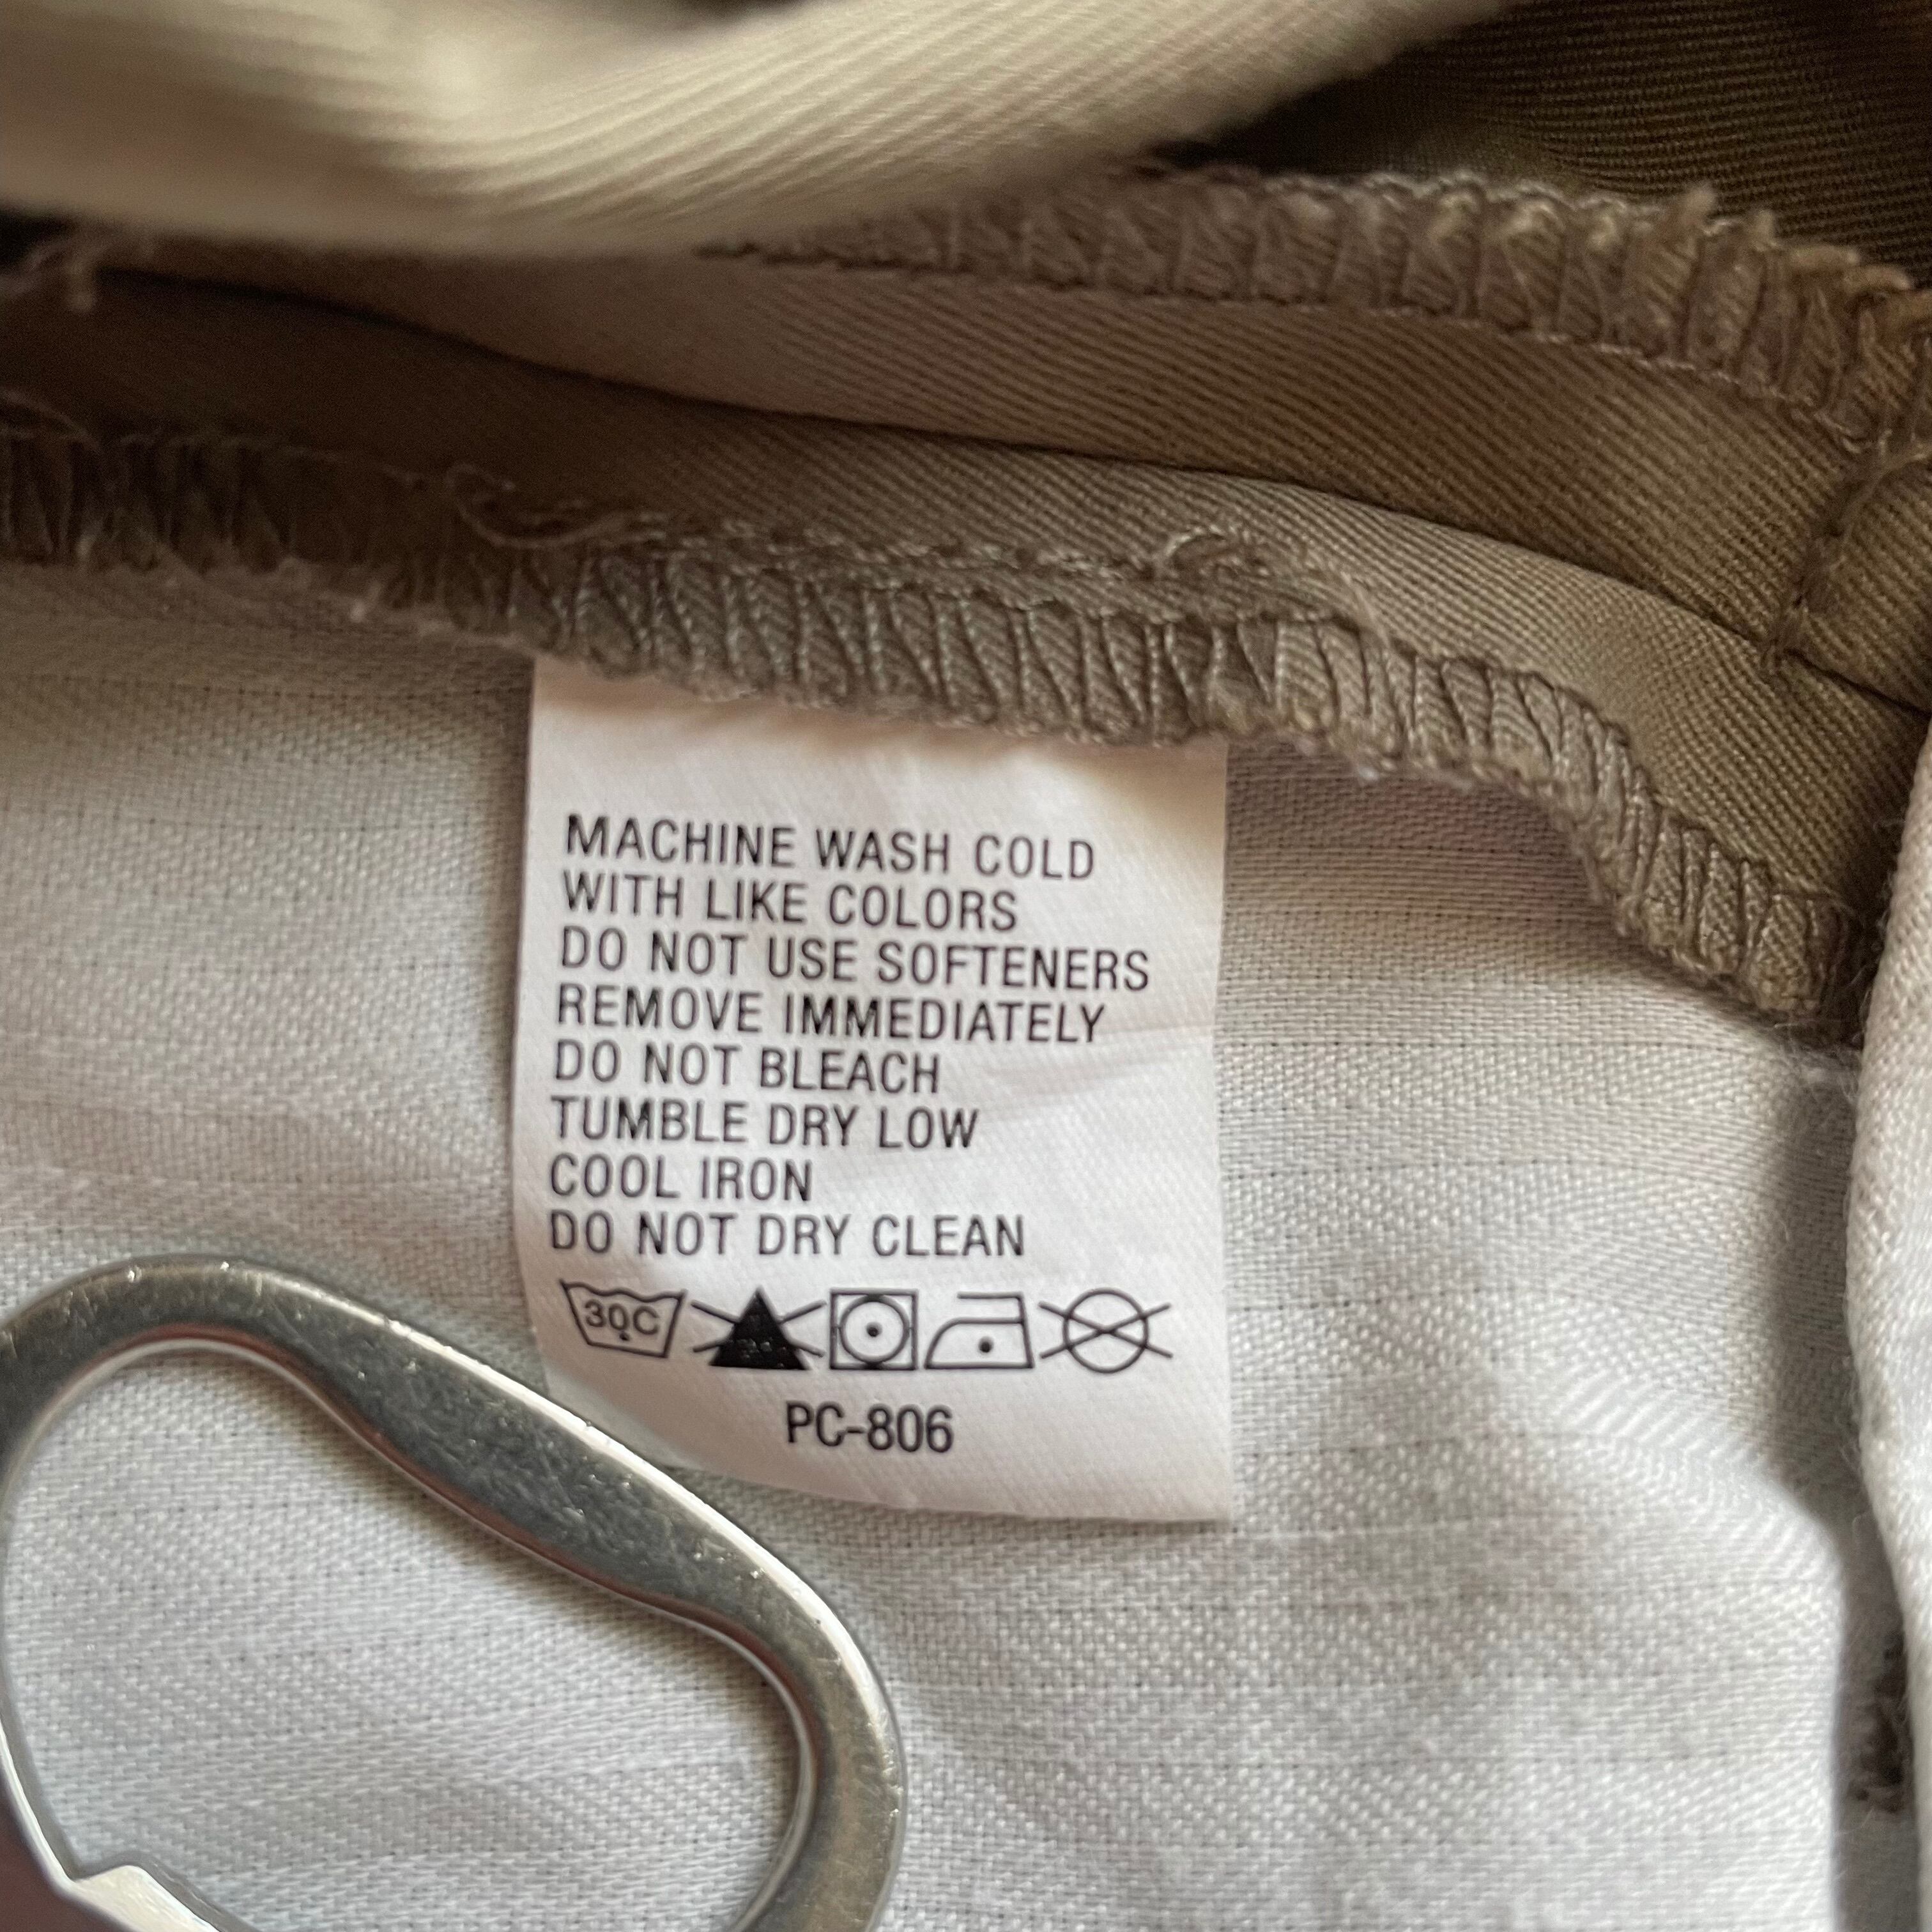 MACHINE WASH COLD
WITH LIKE COLORS
DO NOT USE SOFTENERS
REMOVE IMMEDIATELY
DO NOT BLEACH
TUMBLE DRY LOW
COOL IRON
DO NOT DRY CLEAN
30C
PC-806